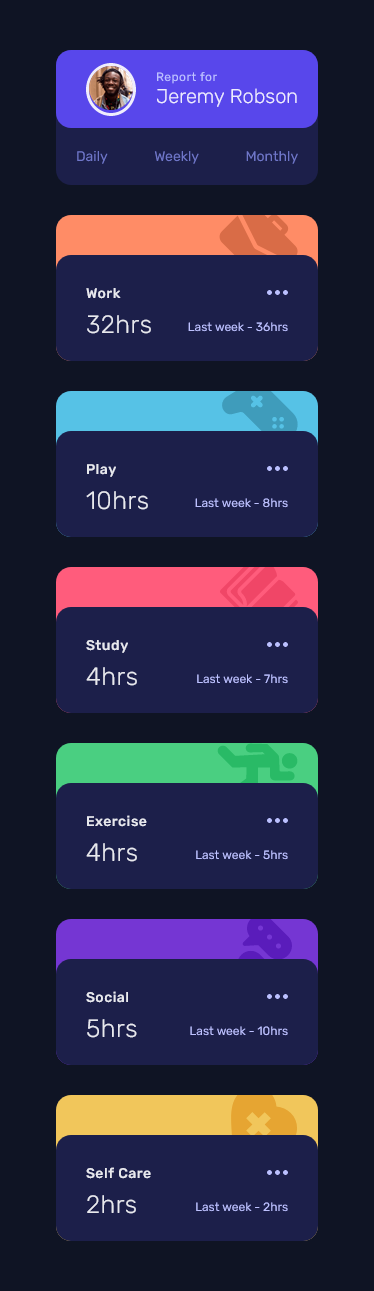 Report for
Jeremy Robson
Daily Weekly Monthly
Work
32hrs Last week - 36hrs
Play
10hrs Last week - 8hrs
Study
4hrs Last week - 7hrs
Exercise
4hrs Last week - 5hrs
Social
5hrs Last week - 10hrs
Self Care
2hrs Last week - 2hrs